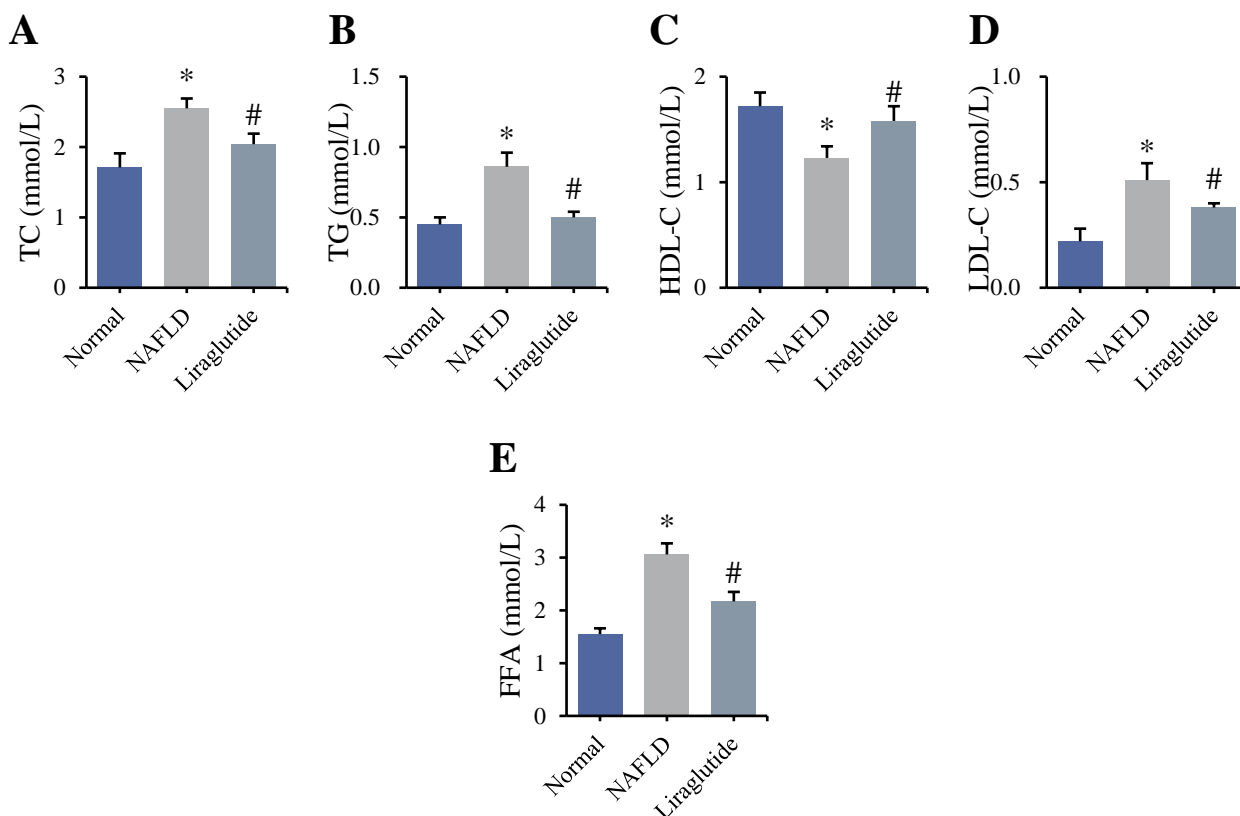 A
TC (mmol/L)
3
2
1
0
*
#
Normal
NAFLD
Liraglutide
B
TG (mmol/L)
1.5
1.0
0.5
0.0
*
#
Normal
NAFLD
Liraglutide
C
HDL-C (mmol/L)
2
1
0
*
#
Normal
NAFLD
Liraglutide
D
LDL-C (mmol/L)
1.0
0.5
0.0
*
#
Normal
NAFLD
Liraglutide
E
FFA (mmol/L)
4
3
2
1
0
*
#
Normal
NAFLD
Liraglutide